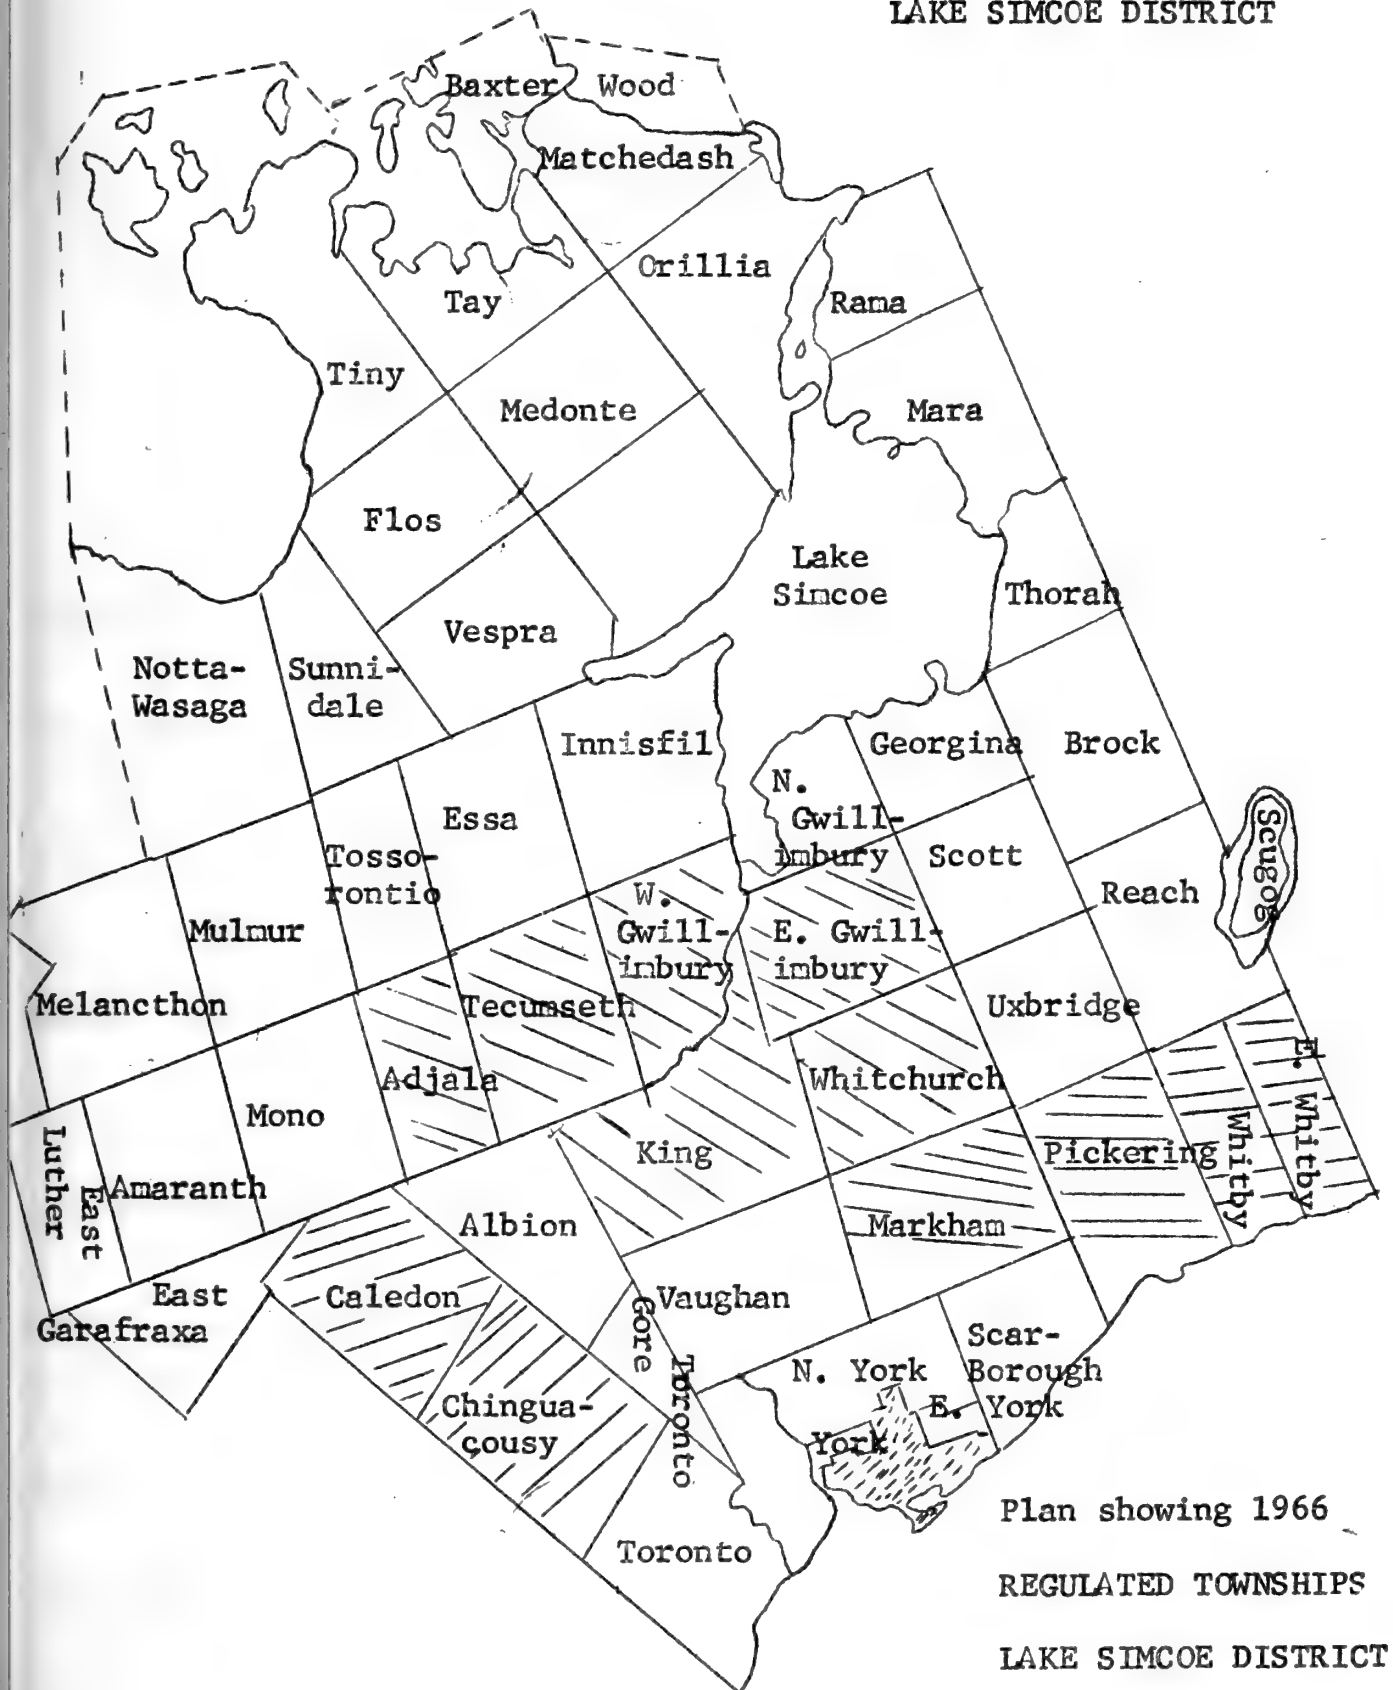 LAKE SIMCOE DISTRICT
Baxter
Wood
Matchedash
Orillia
Rama
Tay
Tiny
Medonte
Mara
Flos
Lake
Simcoe
Thorah
Vespra
Notta-
Wasaga
Sunni-
dale
Innisfil
Georgina
Brock
N.
Gwill-
imbury
Essa
Scugog
Tosso-
rontio
Scott
Reach
Mulmur
W.
Gwill-
imbury
E. Gwill-
imbury
Melancthon
Tecumseth
Uxbridge
Adjala
Whitchurch
Mono
King
Pickering
Whitby
E. Whitby
Luther
East
Amaranth
Albion
Markham
East
Garafraxa
Caledon
Gore
Vaughan
Toronto
N. York
Scar-
Borough
E. York
York
Chingua-
cousy
Toronto
Plan showing 1966
REGULATED TOWNSHIPS
LAKE SIMCOE DISTRICT